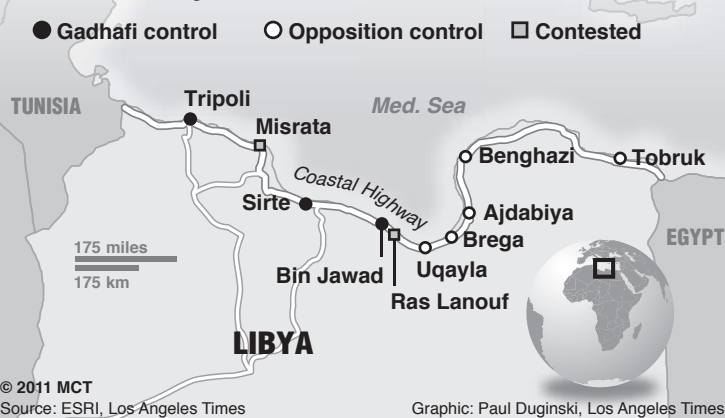 Gadhafi control
Opposition control
Contested
TUNISIA
Tripoli
Med. Sea
Misrata
Benghazi
Tobruk
Coastal Highway
Sirte
Ajdabiya
Brega
EGYPT
175 miles
175 km
Bin Jawad
Uqayla
Ras Lanouf
LIBYA
© 2011 MCT
Source: ESRI, Los Angeles Times
Graphic: Paul Duginski, Los Angeles Times